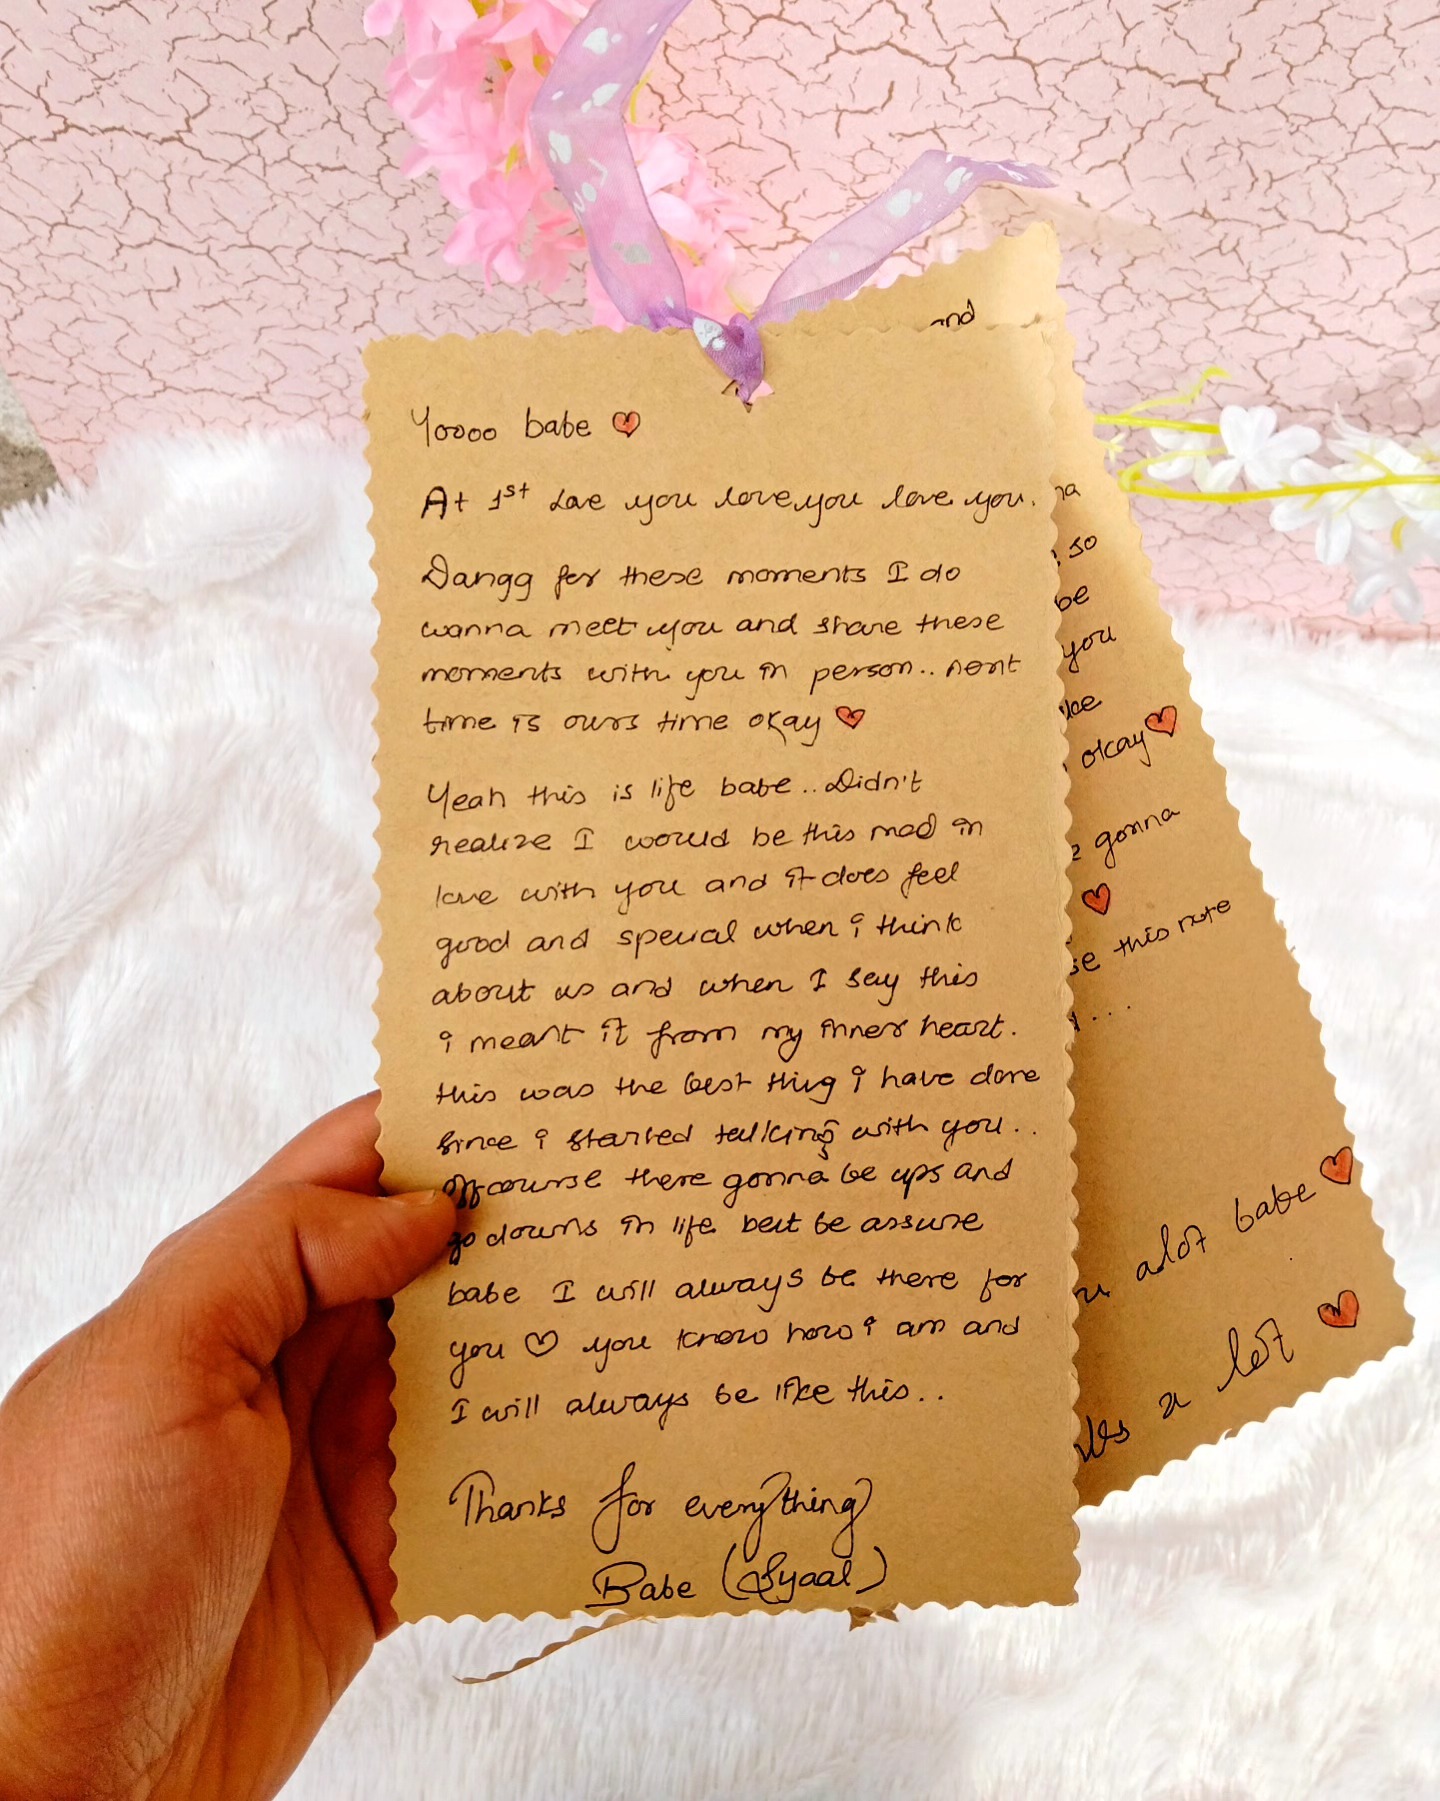 Yoooo babe ❤
At 1st Love you love you love you.
Dangg for these moments I do
wanna meet you and share these
moments with you in person.. nent
time is ours time okay ❤
Yeah this is life babe.. Didn't
realize I would be this mad in
love with you and it does feel
good and special when i think
about us and when I say this
i meant it from my inner heart.
this was the best thing i have done
since i started talking with you..
offcourse there gonna be ups and
go downs in life but be assure
babe I will always be there for
you ♡ you know how i am and
I will always be like this..
Thanks for everything
Babe (Syaal)
and
na
so
be
you
okay ❤
gonna
❤
se this note
...
alot babe ❤
a lot ❤